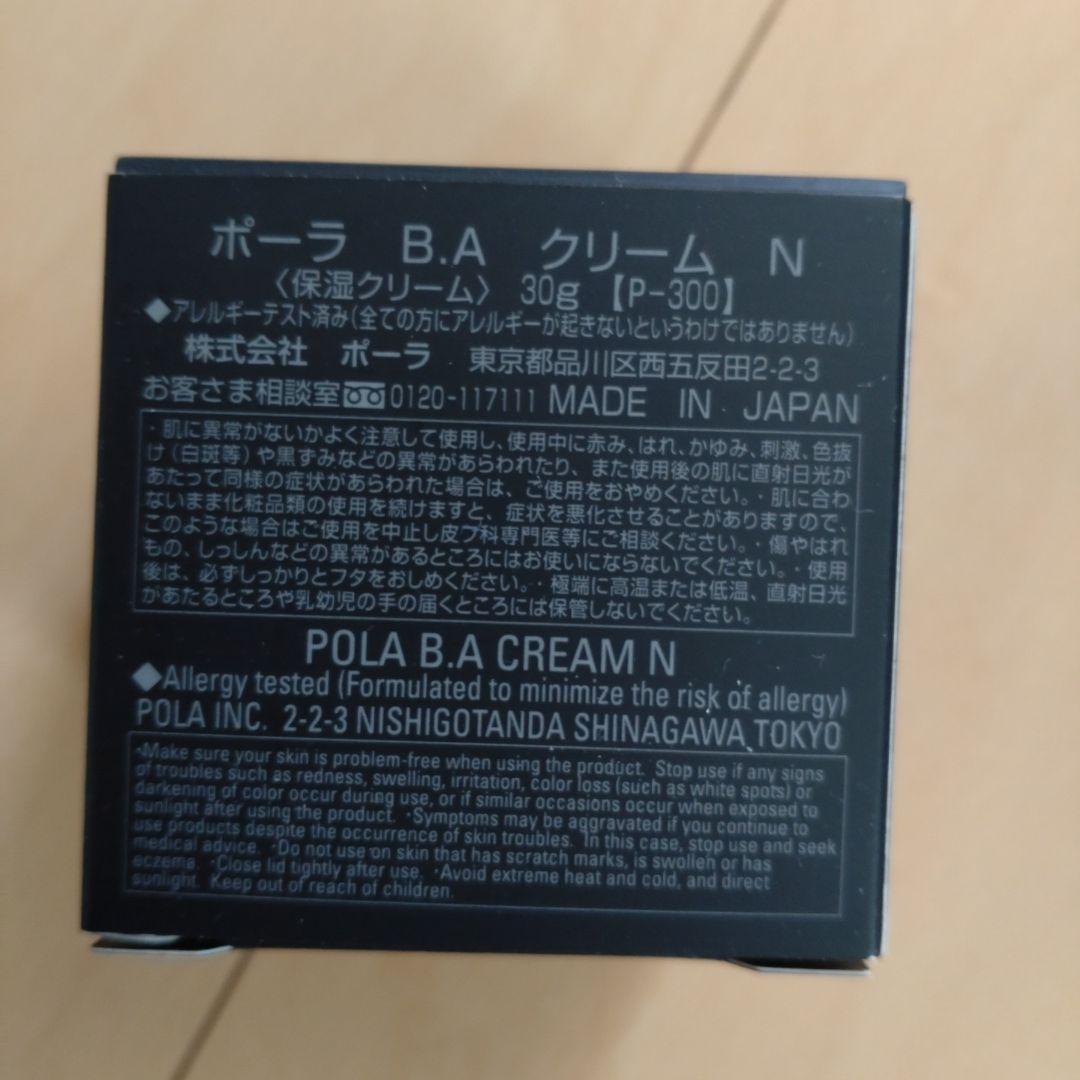 ポーラ B.A クリーム N
〈保湿クリーム〉 30g 【P-300】
◆アレルギーテスト済み(全ての方にアレルギーが起きないというわけではありません)
株式会社 ポーラ 東京都品川区西五反田2-2-3
お客さま相談室 0120-117111 MADE IN JAPAN
・肌に異常がないかよく注意して使用し、使用中に赤み、はれ、かゆみ、刺激、色抜
け(白斑等)や黒ずみなどの異常があらわれたり、また使用後の肌に直射日光が
あたって同様の症状があらわれた場合は、ご使用をおやめください。・肌に合わ
ないまま化粧品類の使用を続けますと、症状を悪化させることがありますので、
このような場合はご使用を中止し皮フ科専門医等にご相談ください。・傷やはれ
もの、しっしんなどの異常があるところにはお使いにならないでください。・使用
後は、必ずしっかりとフタをおしめください。・極端に高温または低温、直射日光
があたるところや乳幼児の手の届くところには保管しないでください。
POLA B.A CREAM N
◆Allergy tested (Formulated to minimize the risk of allergy)
POLA INC. 2-2-3 NISHIGOTANDA SHINAGAWA TOKYO
・Make sure your skin is problem-free when using the product. Stop use if any signs
of troubles such as redness, swelling, irritation, color loss (such as white spots) or
darkening of color occur during use, or if similar occasions occur when exposed to
sunlight after using the product. ・Symptoms may be aggravated if you continue to
use products despite the occurrence of skin troubles. In this case, stop use and seek
medical advice. ・Do not use on skin that has scratch marks, is swollen or has
eczema. ・Close lid tightly after use. ・Avoid extreme heat and cold, and direct
sunlight. Keep out of reach of children.